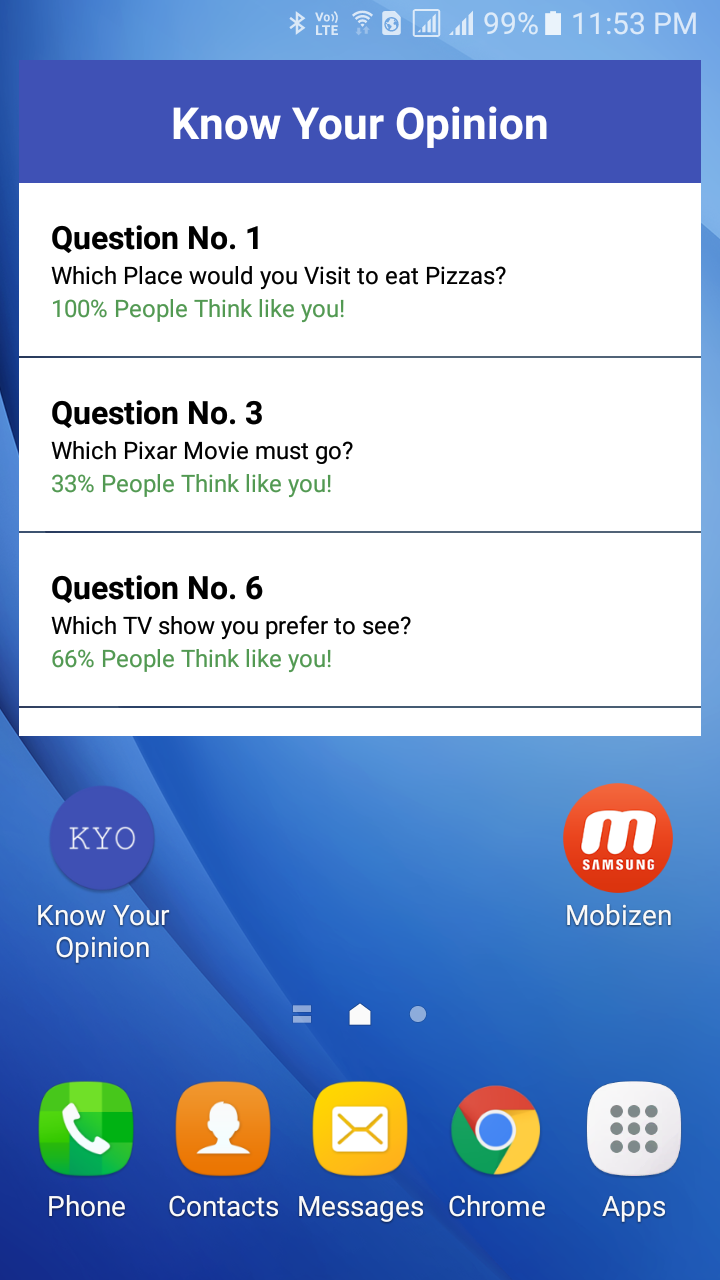 Vo)) LTE 99% 11:53 PM
Know Your Opinion
Question No. 1
Which Place would you Visit to eat Pizzas?
100% People Think like you!
Question No. 3
Which Pixar Movie must go?
33% People Think like you!
Question No. 6
Which TV show you prefer to see?
66% People Think like you!
KYO
Know Your
Opinion
m
SAMSUNG
Mobizen
Phone
Contacts
Messages
Chrome
Apps